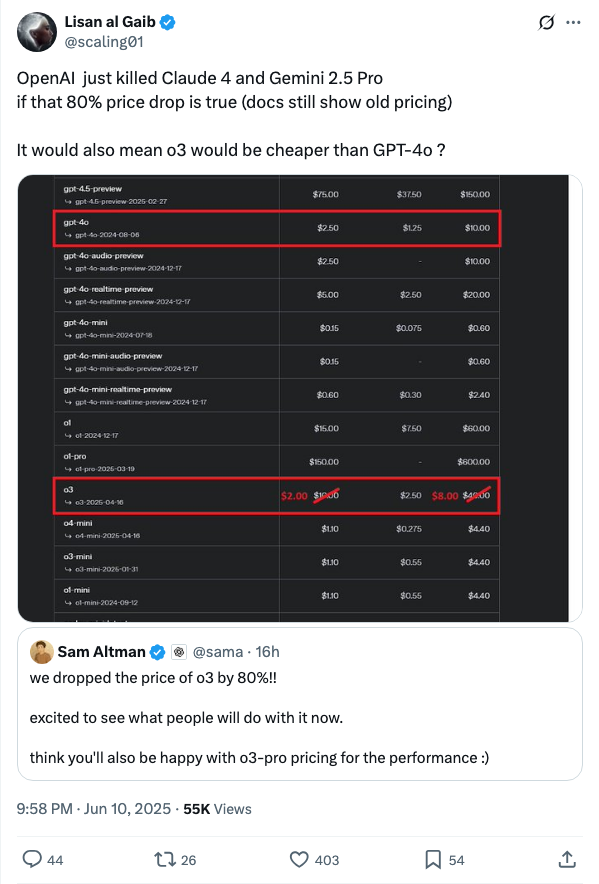 Lisan al Gaib
@scaling01
OpenAI just killed Claude 4 and Gemini 2.5 Pro
if that 80% price drop is true (docs still show old pricing)
It would also mean o3 would be cheaper than GPT-4o ?
gpt-4.5-preview
↳ gpt-4.5-preview-2025-02-27 $75.00 $37.50 $150.00
gpt-4o
↳ gpt-4o-2024-08-06 $2.50 $1.25 $10.00
gpt-4o-audio-preview
↳ gpt-4o-audio-preview-2024-12-17 $2.50 - $10.00
gpt-4o-realtime-preview
↳ gpt-4o-realtime-preview-2024-12-17 $5.00 $2.50 $20.00
gpt-4o-mini
↳ gpt-4o-mini-2024-07-18 $0.15 $0.075 $0.60
gpt-4o-mini-audio-preview
↳ gpt-4o-mini-audio-preview-2024-12-17 $0.15 - $0.60
gpt-4o-mini-realtime-preview
↳ gpt-4o-mini-realtime-preview-2024-12-17 $0.60 $0.30 $2.40
o1
↳ o1-2024-12-17 $15.00 $7.50 $60.00
o1-pro
↳ o1-pro-2025-03-19 $150.00 - $600.00
o3
↳ o3-2025-04-16 $2.00 $10.00 $2.50 $8.00 $40.00
o4-mini
↳ o4-mini-2025-04-16 $1.10 $0.275 $4.40
o3-mini
↳ o3-mini-2025-01-31 $1.10 $0.55 $4.40
o1-mini
↳ o1-mini-2024-09-12 $1.10 $0.55 $4.40
Sam Altman @sama · 16h
we dropped the price of o3 by 80%!!
excited to see what people will do with it now.
think you'll also be happy with o3-pro pricing for the performance :)
9:58 PM · Jun 10, 2025 · 55K Views
44 26 403 54